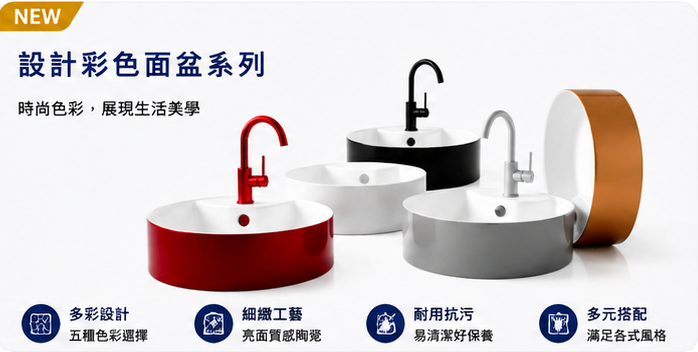 NEW
設計彩色面盆系列
時尚色彩，展現生活美學
多彩設計
五種色彩選擇
細緻工藝
亮面質感陶瓷
耐用抗污
易清潔好保養
多元搭配
滿足各式風格